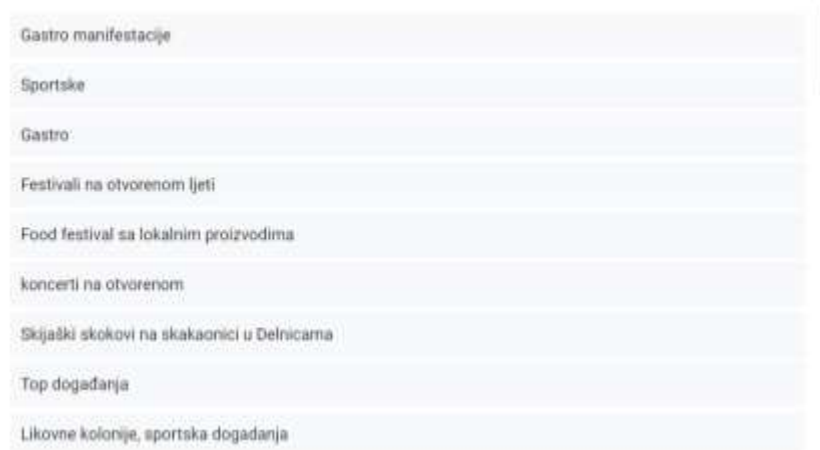 Gastro manifestacije
Sportske
Gastro
Festivali na otvorenom ljeti
Food festival sa lokalnim proizvodima
koncerti na otvorenom
Skijaški skokovi na skakaonici u Delnicama
Top događanja
Likovne kolonije, sportska dogadanja